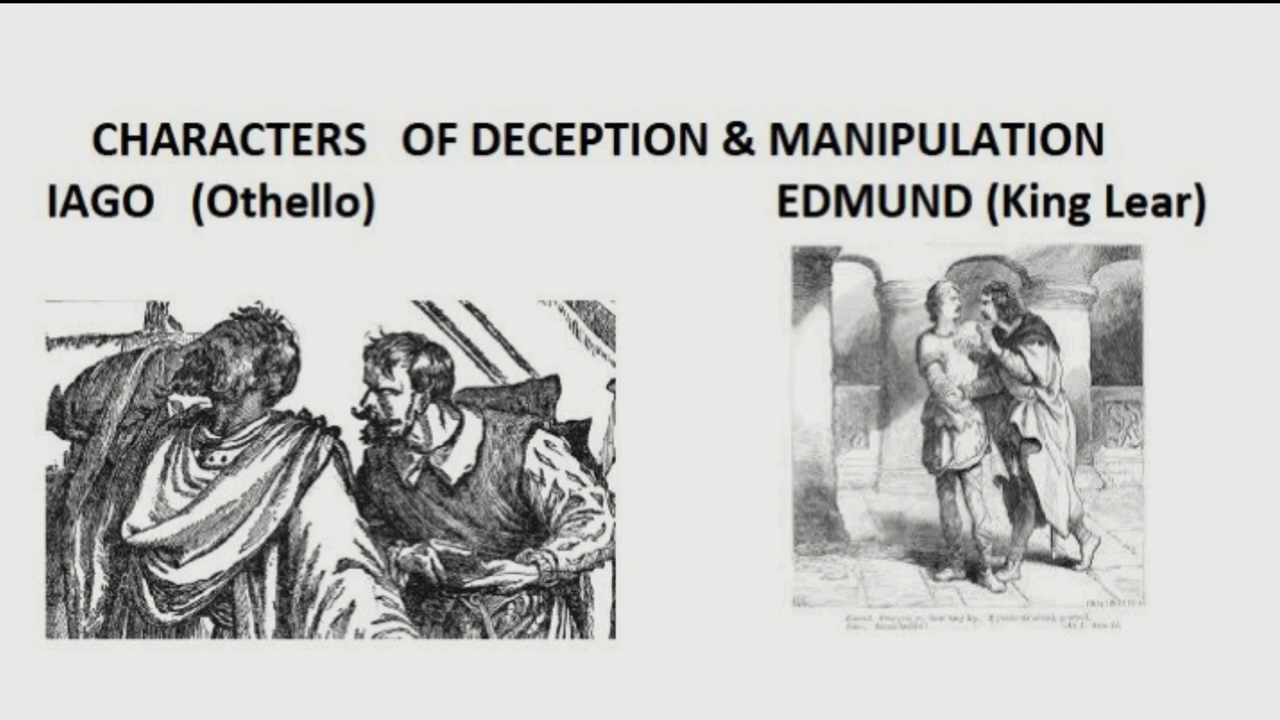 CHARACTERS OF DECEPTION & MANIPULATION
IAGO (Othello)
EDMUND (King Lear)